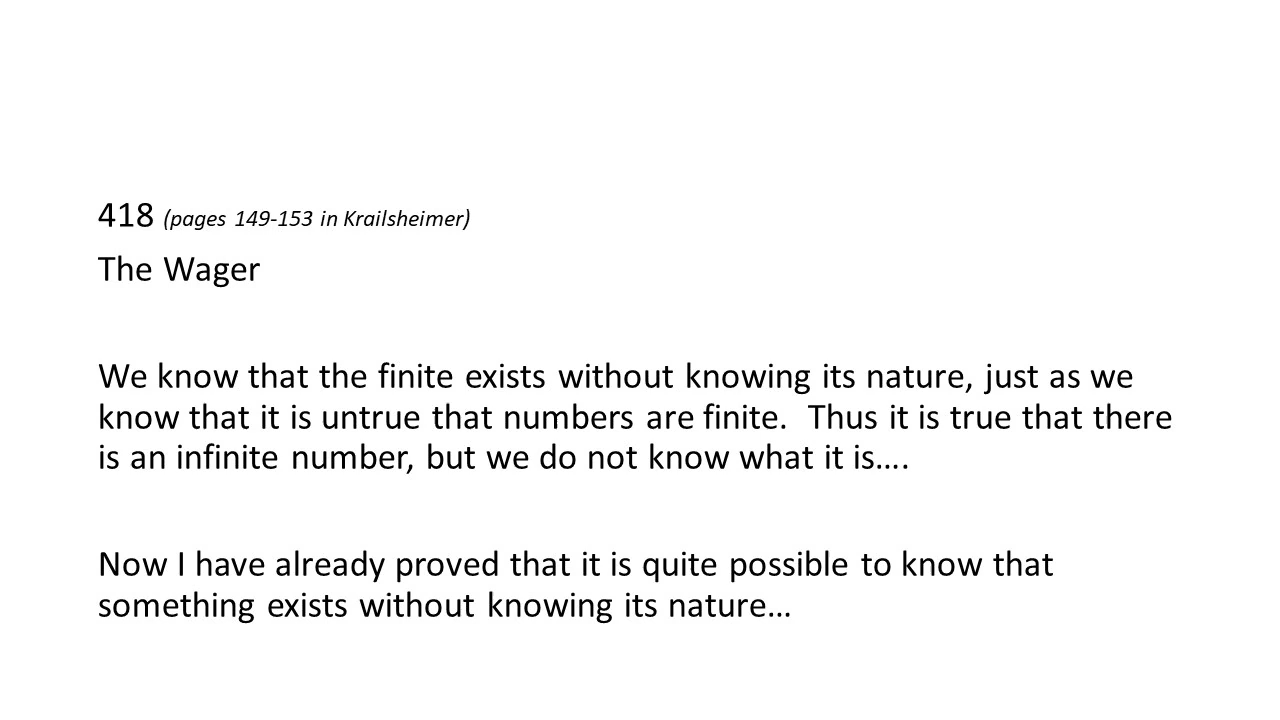 418 (pages 149-153 in Krailsheimer)
The Wager
We know that the finite exists without knowing its nature, just as we
know that it is untrue that numbers are finite.  Thus it is true that there
is an infinite number, but we do not know what it is….
Now I have already proved that it is quite possible to know that
something exists without knowing its nature…